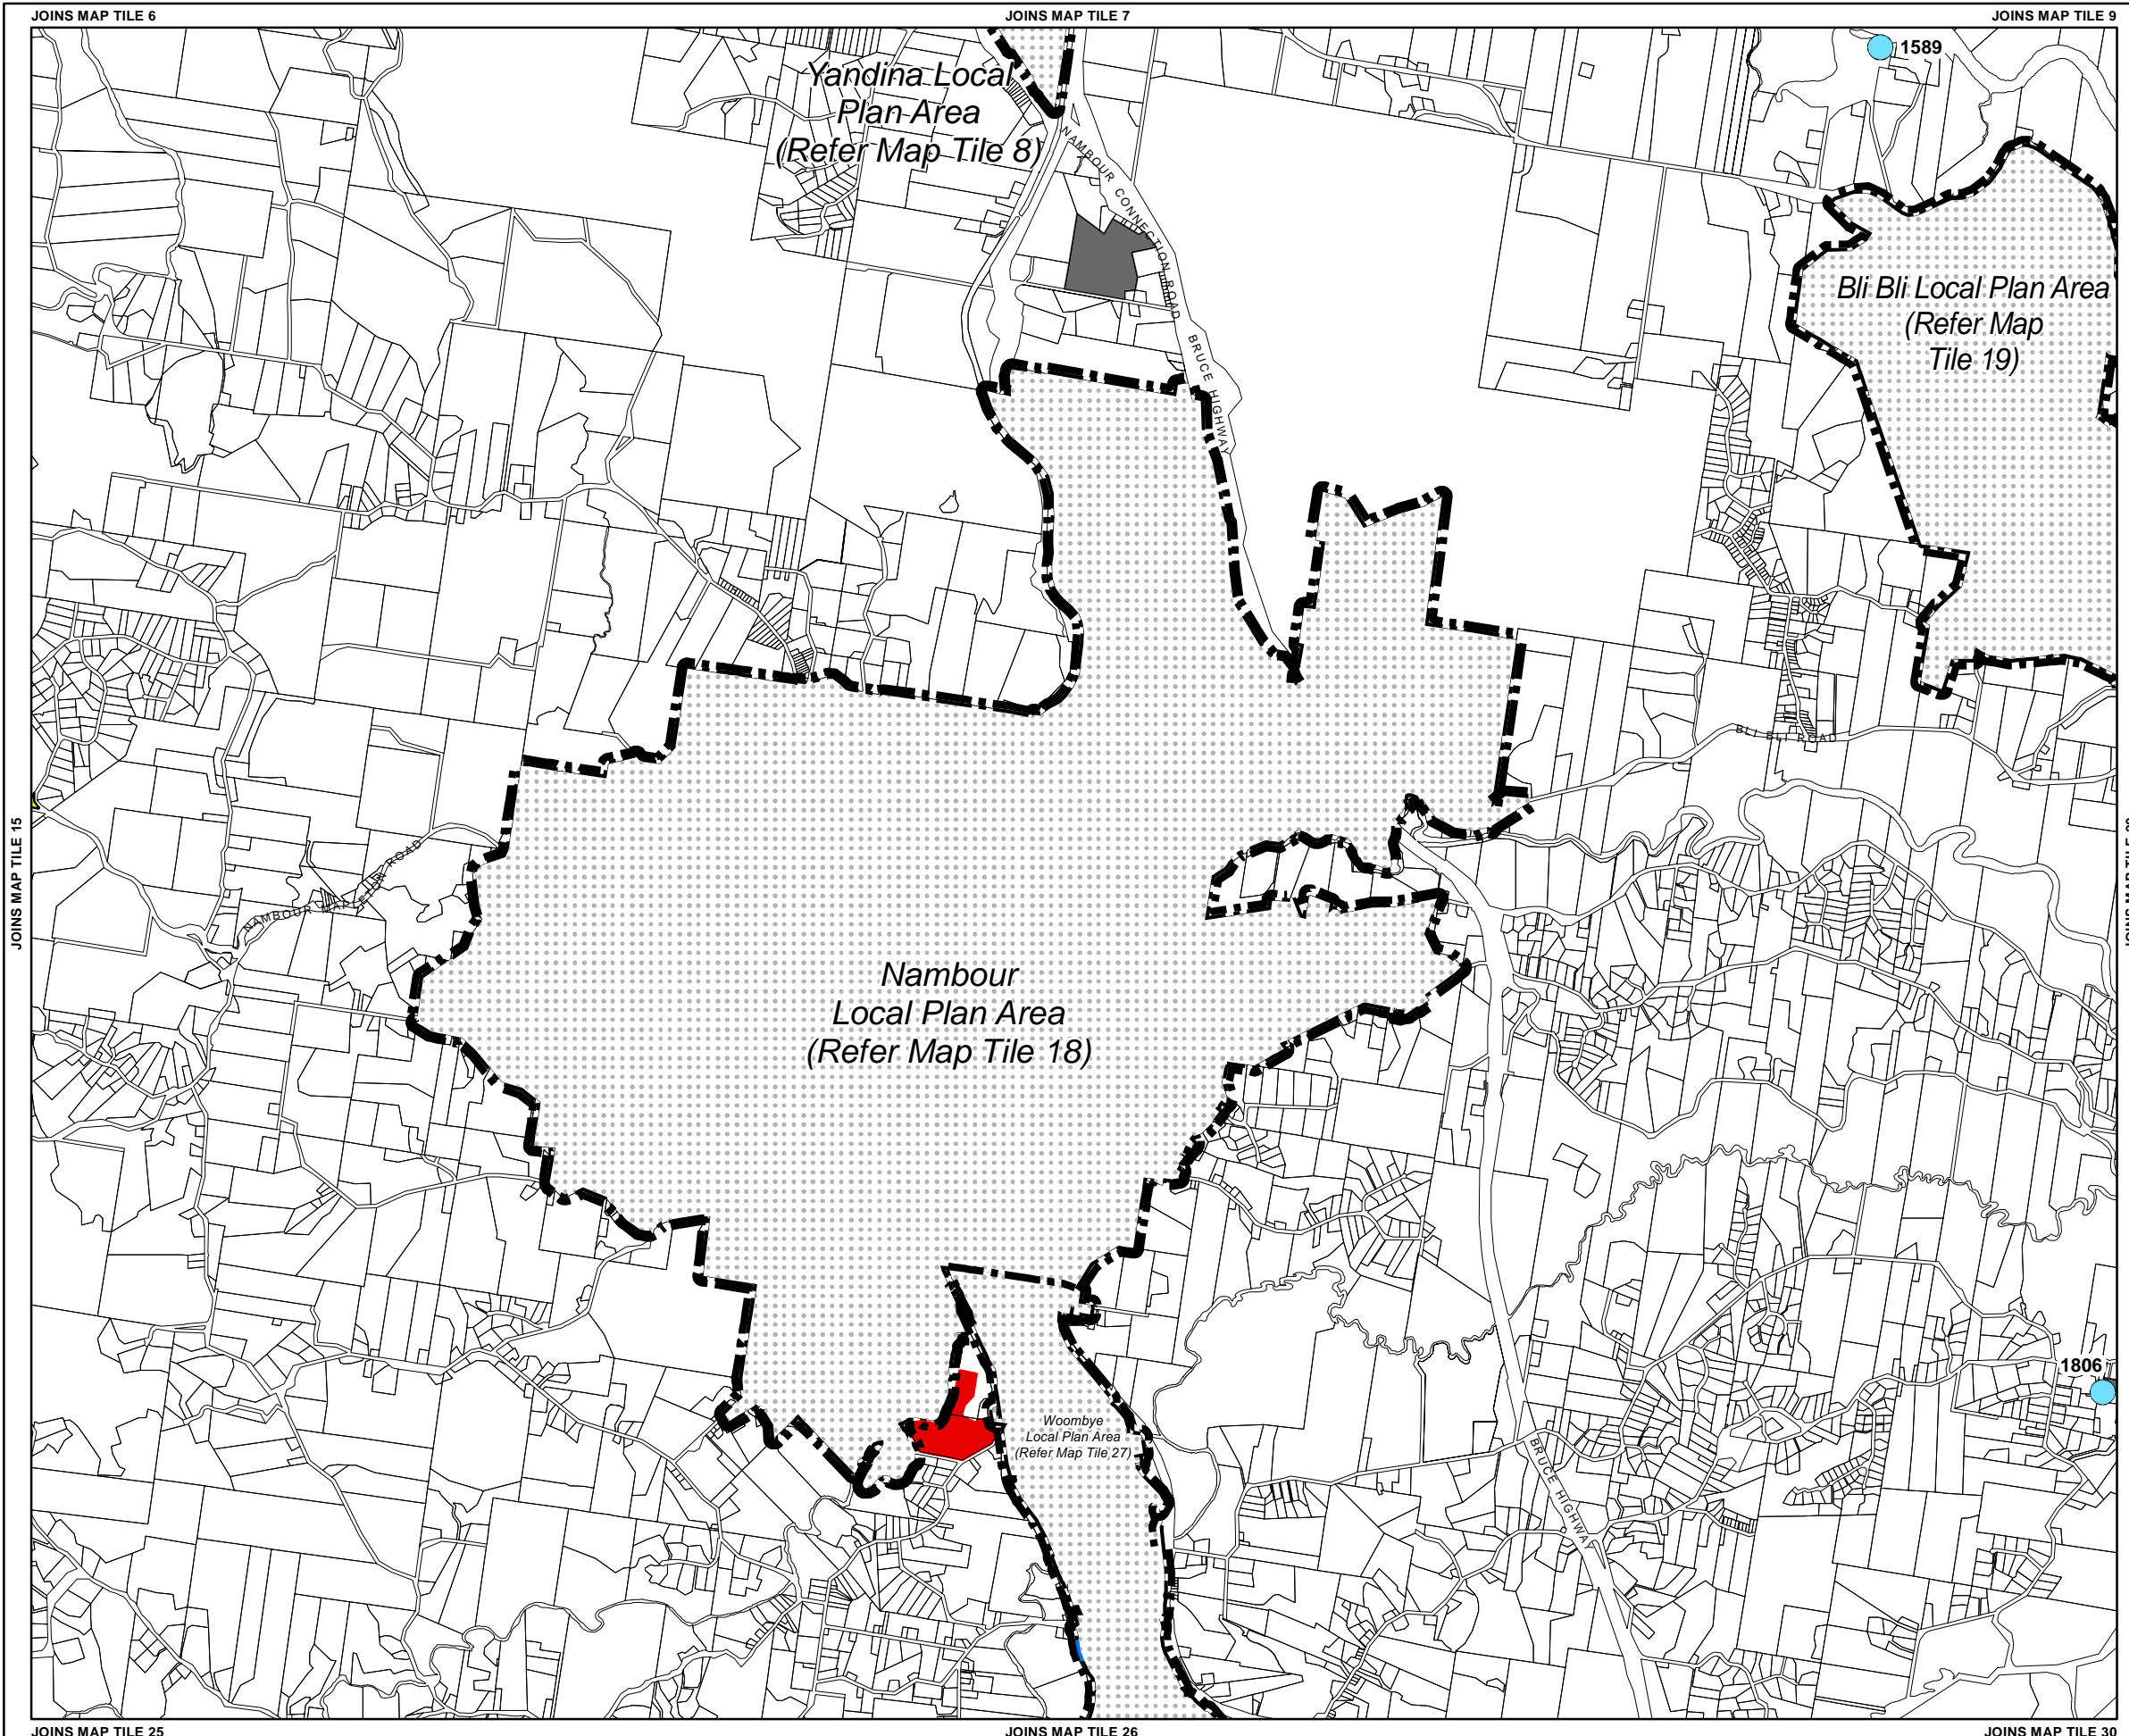 JOINS MAP TILE 6
JOINS MAP TILE 7
JOINS MAP TILE 9
1589
Yandina Local
Plan Area
(Refer Map Tile 8)
NAMBOUR CONNECTION ROAD
BRUCE HIGHWAY
Bli Bli Local Plan Area
(Refer Map
Tile 19)
BLI BLI ROAD
JOINS MAP TILE 15
NAMBOUR MAPLETON ROAD
Nambour
Local Plan Area
(Refer Map Tile 18)
1806
Woombye
Local Plan Area
(Refer Map Tile 27)
BRUCE HIGHWAY
JOINS MAP TILE 25
JOINS MAP TILE 26
JOINS MAP TILE 30